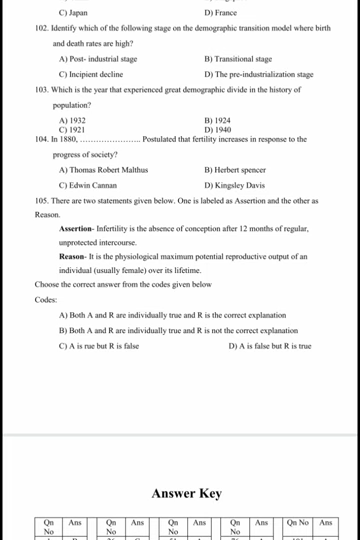 C) Japan D) France
102. Identify which of the following stage on the demographic transition model where birth
and death rates are high?
A) Post- industrial stage B) Transitional stage
C) Incipient decline D) The pre-industrialization stage
103. Which is the year that experienced great demographic divide in the history of
population?
A) 1932 B) 1924
C) 1921 D) 1940
104. In 1880, ………………….. Postulated that fertility increases in response to the
progress of society?
A) Thomas Robert Malthus B) Herbert spencer
C) Edwin Cannan D) Kingsley Davis
105. There are two statements given below. One is labeled as Assertion and the other as
Reason.
Assertion- Infertility is the absence of conception after 12 months of regular,
unprotected intercourse.
Reason- It is the physiological maximum potential reproductive output of an
individual (usually female) over its lifetime.
Choose the correct answer from the codes given below
Codes:
A) Both A and R are individually true and R is the correct explanation
B) Both A and R are individually true and R is not the correct explanation
C) A is rue but R is false D) A is false but R is true
Answer Key
Qn No Ans Qn No Ans Qn No Ans Qn No Ans Qn No Ans